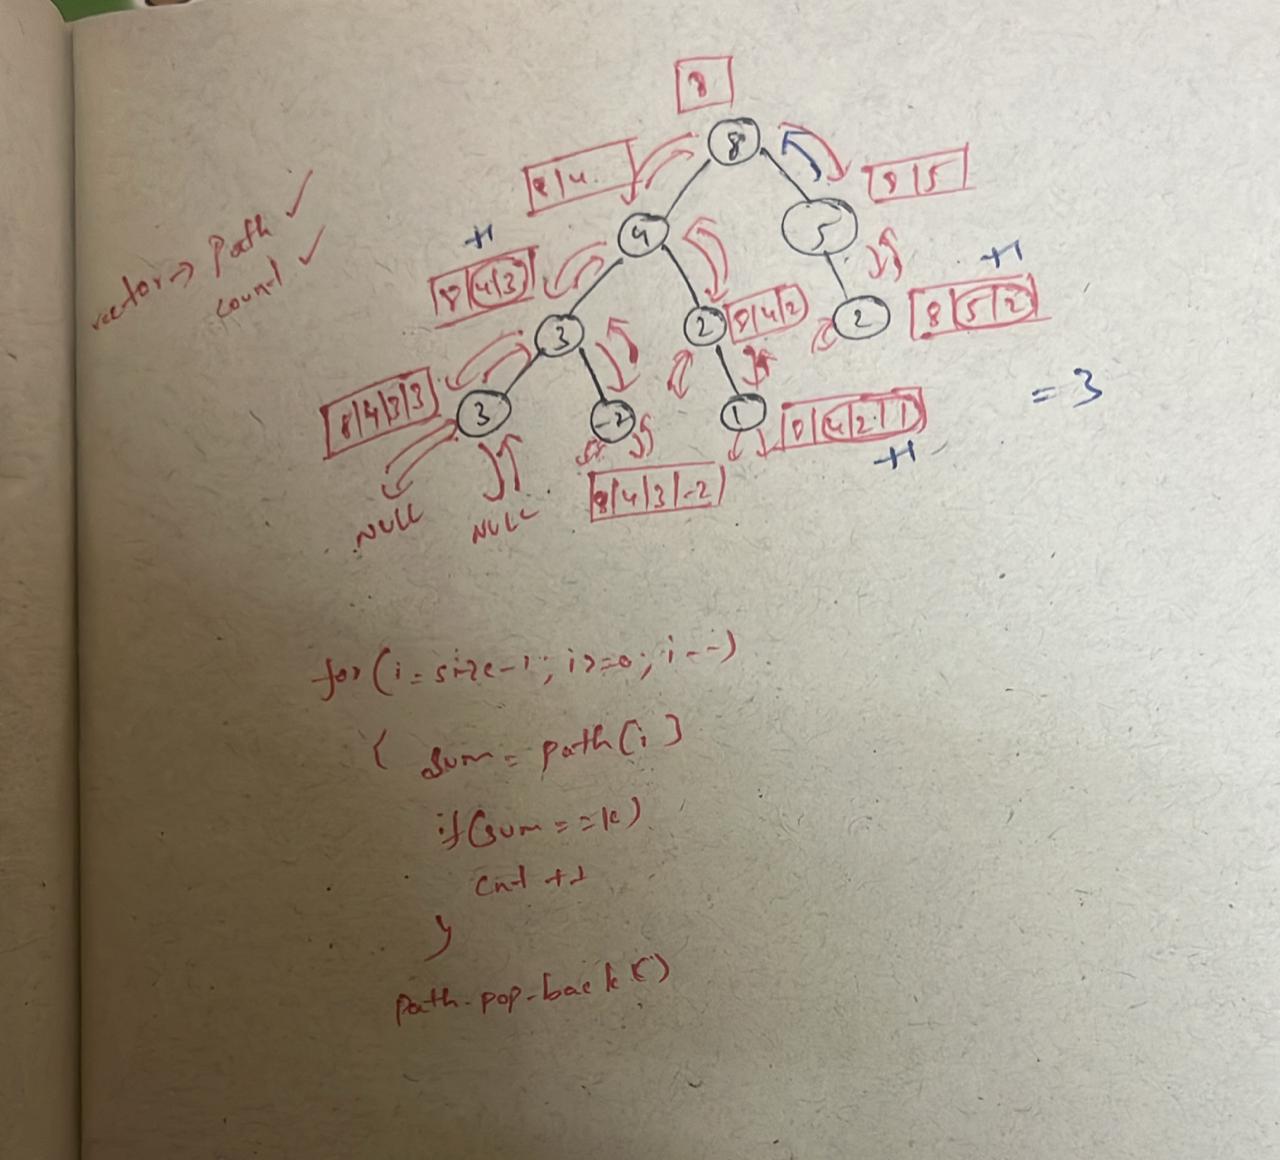 8
8
8|4
8|5
vector → Path ✓
count ✓
4
5
+1
8|4|3
+1
3
2
8|4|2
2
8|5|2
8|4|3|3
3
-2
1
8|4|2|1
= 3
+1
8|4|3|-2
NULL
NULL
for (i = size-1; i>=0; i--)
{ sum = path[i]
if(sum==k)
cnt +1
}
path.pop-back()